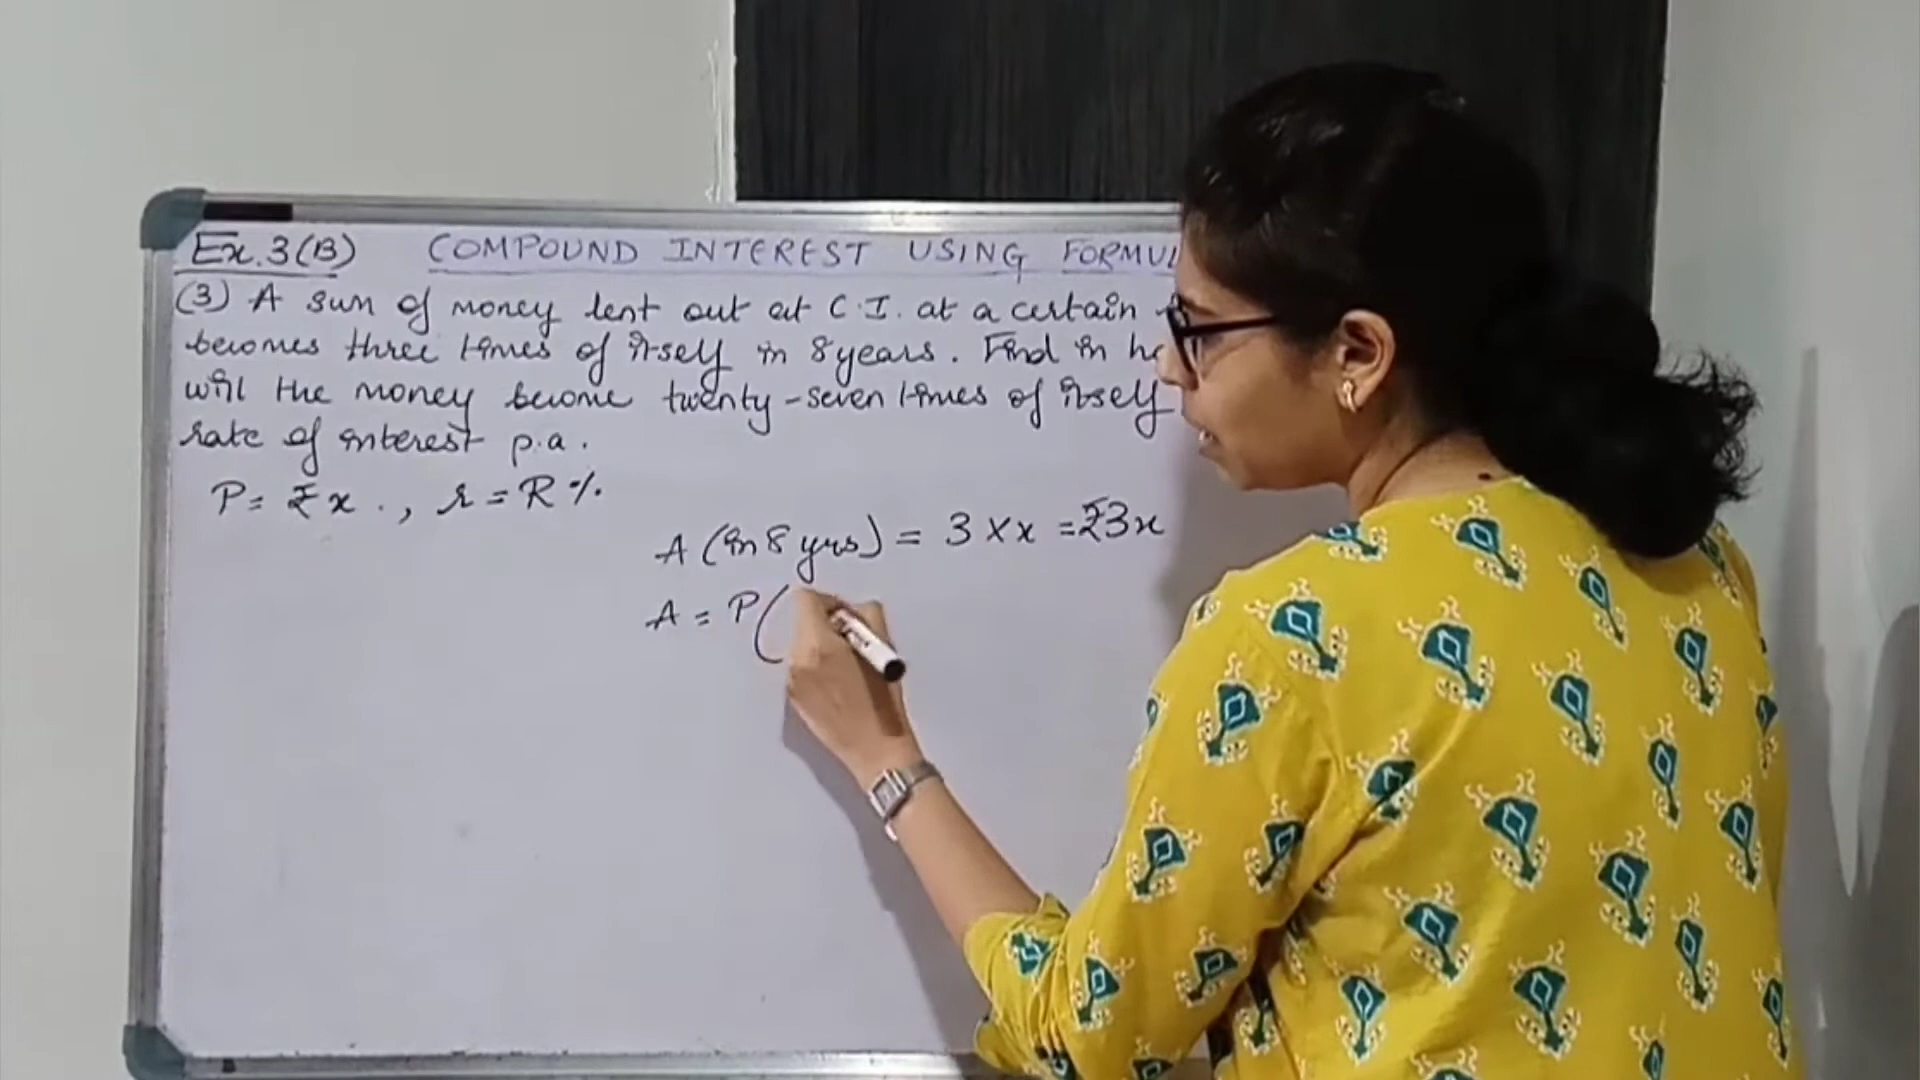 Ex. 3(B) COMPOUND INTEREST USING FORMUL
(3) A sum of money lent out at C.I. at a certain
becomes three times of itself in 8 years. Find in
will the money become twenty-seven times of itself
rate of interest p.a.
P = ₹ x . , r = R %.
A (in 8 yrs) = 3 × x = ₹3x
A = P (